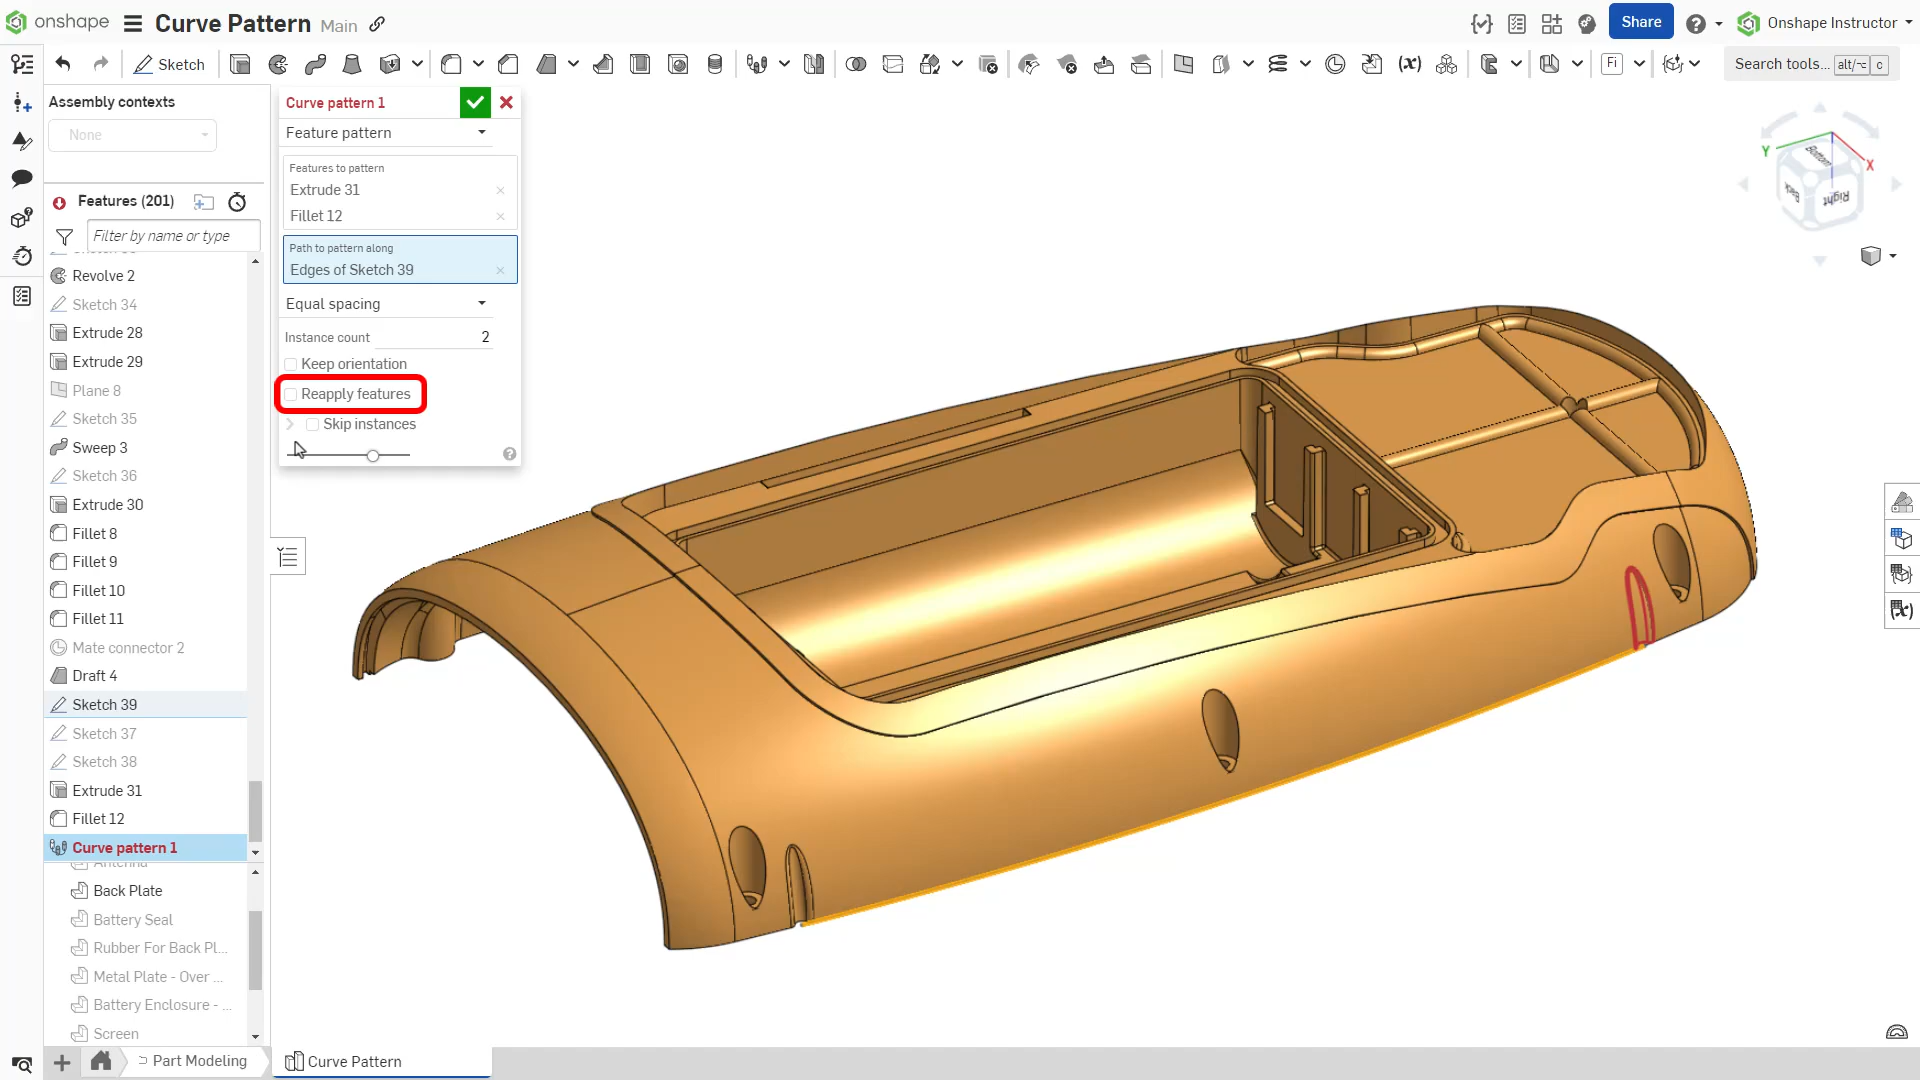 onshape
Curve Pattern Main
Share
Onshape Instructor
Sketch
Fi
Search tools... alt/⌥ c
Assembly contexts
None
Features (201)
Filter by name or type
Revolve 2
Sketch 34
Extrude 28
Extrude 29
Plane 8
Sketch 35
Sweep 3
Sketch 36
Extrude 30
Fillet 8
Fillet 9
Fillet 10
Fillet 11
Mate connector 2
Draft 4
Sketch 39
Sketch 37
Sketch 38
Extrude 31
Fillet 12
Curve pattern 1
Antenna
Back Plate
Battery Seal
Rubber For Back Pl...
Metal Plate - Over ...
Battery Enclosure - ...
Screen
Curve pattern 1
Feature pattern
Features to pattern
Extrude 31
Fillet 12
Path to pattern along
Edges of Sketch 39
Equal spacing
Instance count 2
Keep orientation
Reapply features
Skip instances
Y
X
Bottom
Back
Right
Part Modeling
Curve Pattern